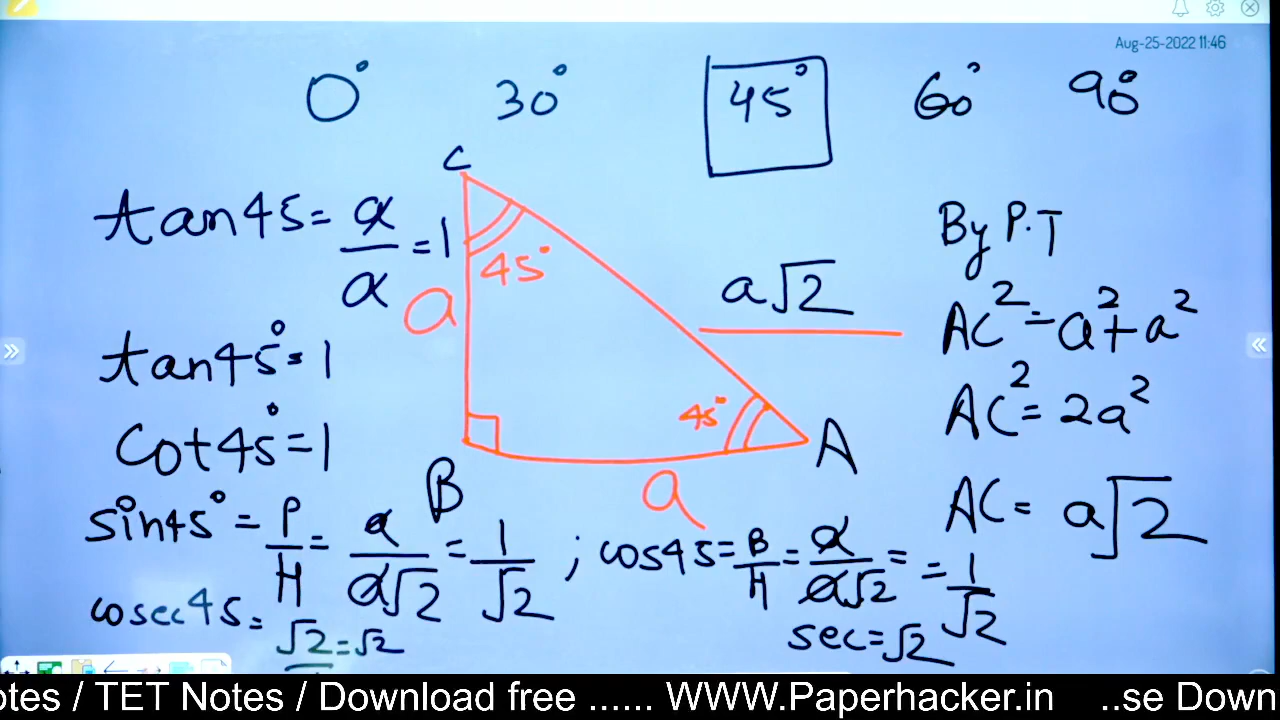 Aug-25-2022 11:46
0° 30° 45° 60° 90°
C
tan45 = a/a = 1
45°
a
a√2
By P.T
AC² = a² + a²
tan45° = 1
AC² = 2a²
cot45° = 1
45°
A
B
a
AC = a√2
sin45° = P/H = a/a√2 = 1/√2 ; cos45 = B/H = a/a√2 = = 1/√2
cosec45 = √2 = √2
sec = √2
otes / TET Notes / Download free ...... WWW.Paperhacker.in ..se Down